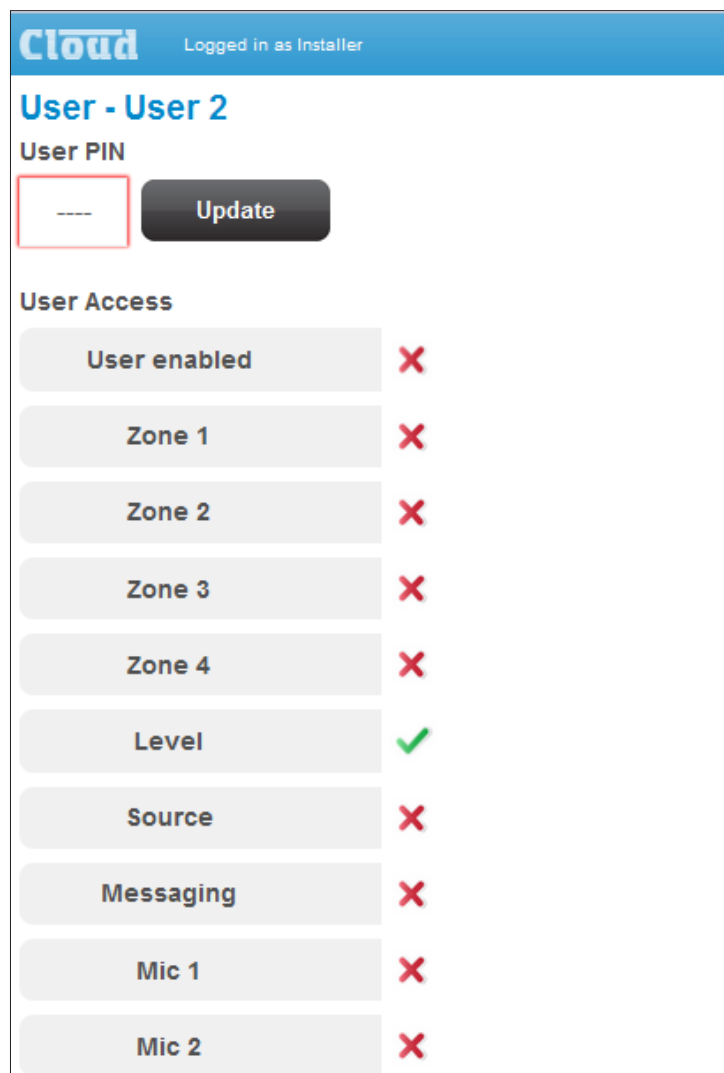 Cloud Logged in as Installer
User - User 2
User PIN
---- Update
User Access
User enabled
Zone 1
Zone 2
Zone 3
Zone 4
Level
Source
Messaging
Mic 1
Mic 2